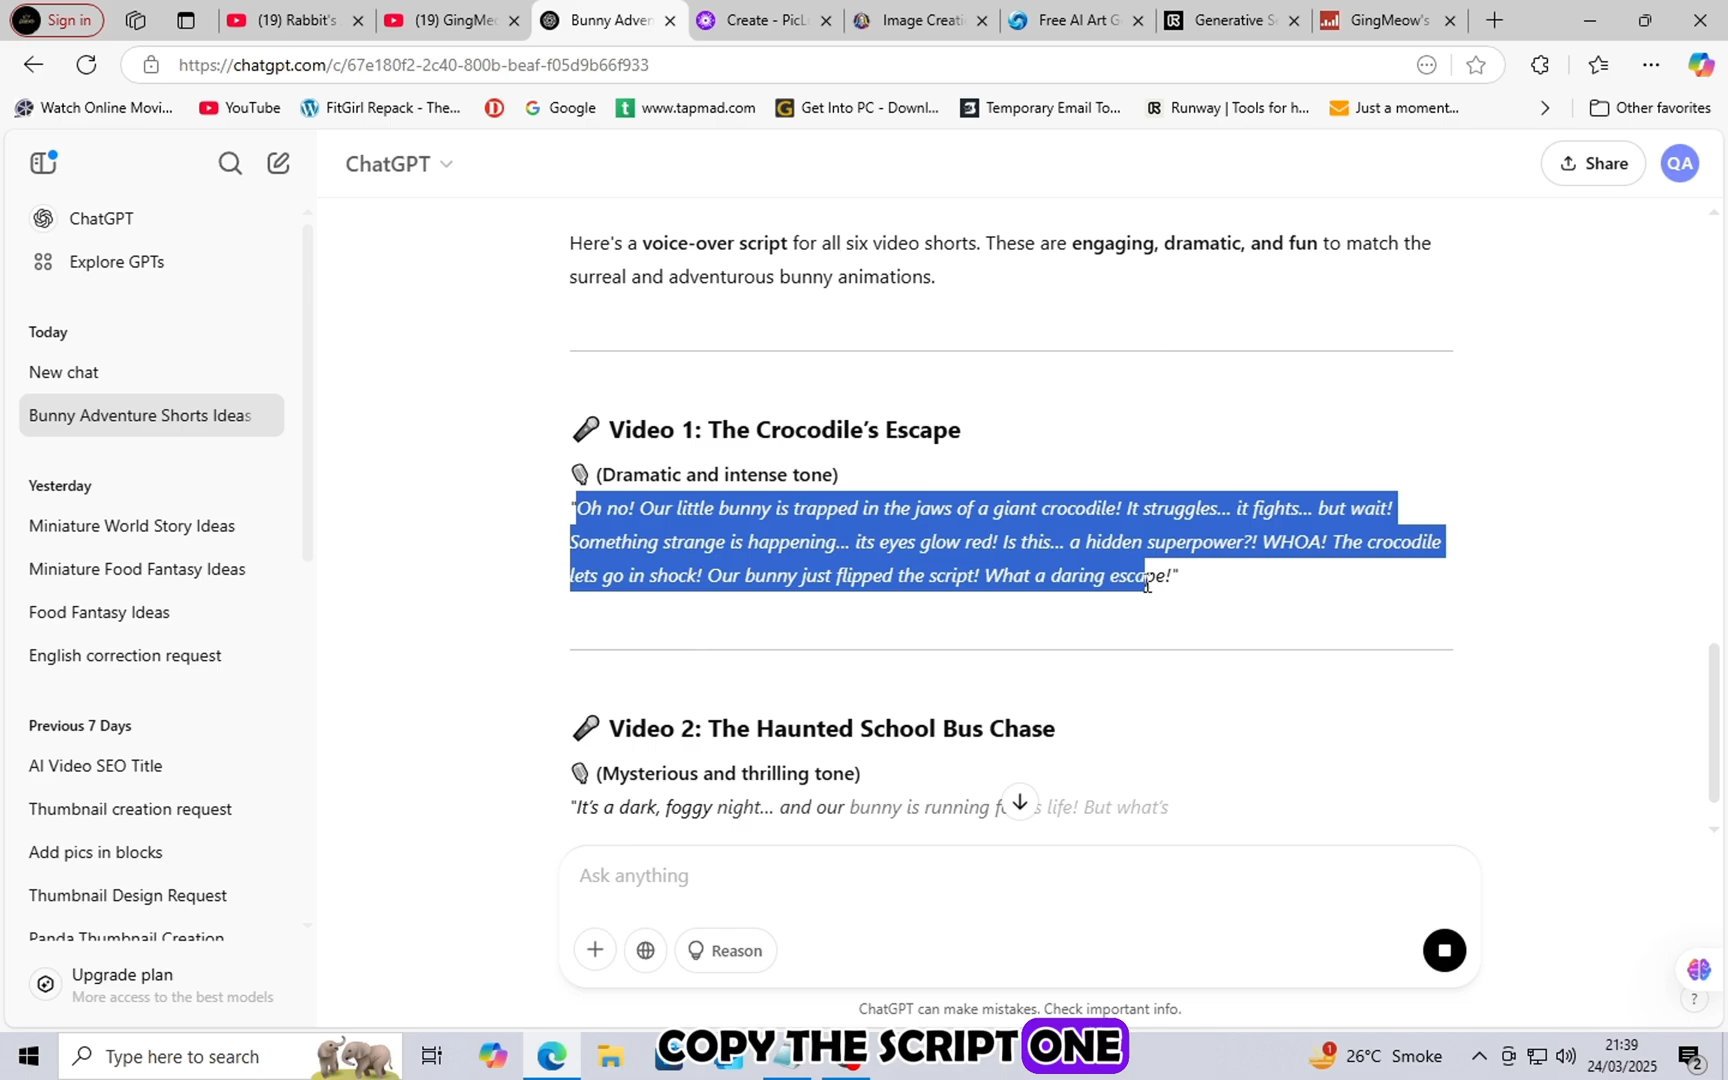 Sign in
(19) Rabbit's
(19) GingMeo
Bunny Adven
Create - PicL
Image Creati
Free AI Art G
Generative S
GingMeow's
https://chatgpt.com/c/67e180f2-2c40-800b-beaf-f05d9b66f933
Watch Online Movi...
YouTube
FitGirl Repack - The...
Google
www.tapmad.com
Get Into PC - Downl...
Temporary Email To...
Runway | Tools for h...
Just a moment...
Other favorites
ChatGPT
Share
QA
ChatGPT
Explore GPTs
Today
New chat
Bunny Adventure Shorts Ideas
Yesterday
Miniature World Story Ideas
Miniature Food Fantasy Ideas
Food Fantasy Ideas
English correction request
Previous 7 Days
AI Video SEO Title
Thumbnail creation request
Add pics in blocks
Thumbnail Design Request
Panda Thumbnail Creation
Upgrade plan
More access to the best models
Here's a voice-over script for all six video shorts. These are engaging, dramatic, and fun to match the
surreal and adventurous bunny animations.
Video 1: The Crocodile’s Escape
(Dramatic and intense tone)
"Oh no! Our little bunny is trapped in the jaws of a giant crocodile! It struggles... it fights... but wait!
Something strange is happening... its eyes glow red! Is this... a hidden superpower?! WHOA! The crocodile
lets go in shock! Our bunny just flipped the script! What a daring escape!"
Video 2: The Haunted School Bus Chase
(Mysterious and thrilling tone)
"It’s a dark, foggy night... and our bunny is running life! But what’s
Ask anything
Reason
ChatGPT can make mistakes. Check important info.
?
COPY THE SCRIPT ONE
Type here to search
1
26°C Smoke
21:39
24/03/2025
2